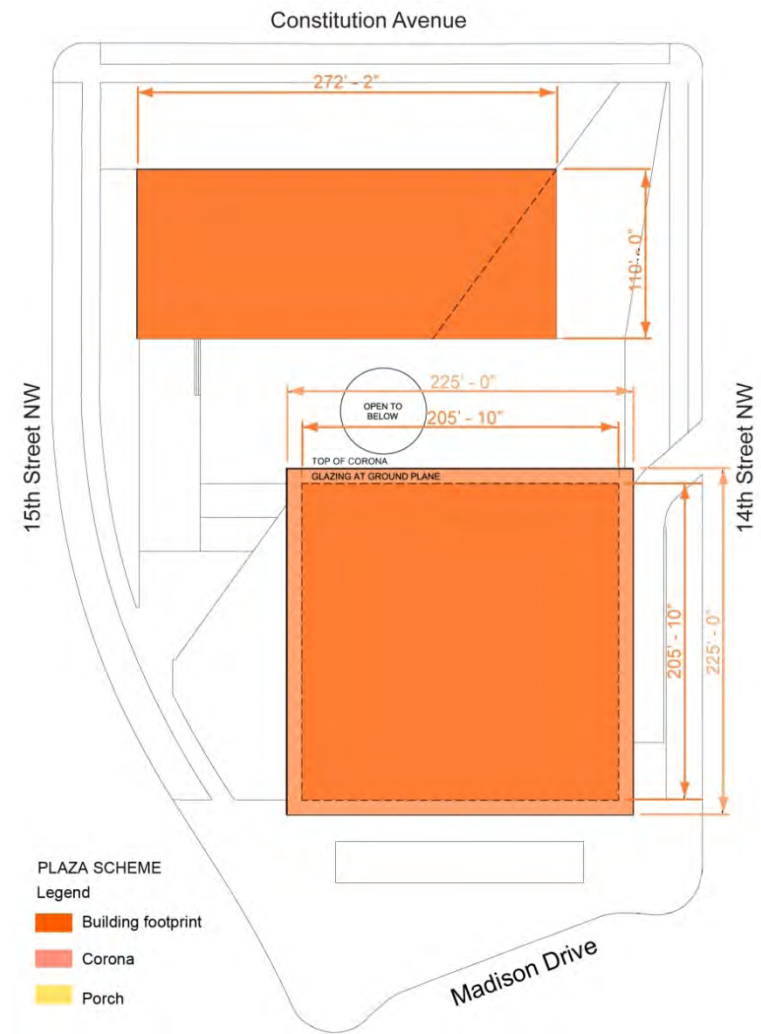 Constitution Avenue
272' - 2"
110' - 0"
15th Street NW
14th Street NW
225' - 0"
OPEN TO
BELOW
205' - 10"
TOP OF CORONA
GLAZING AT GROUND PLANE
205' - 10"
225' - 0"
PLAZA SCHEME
Legend
Building footprint
Corona
Porch
Madison Drive